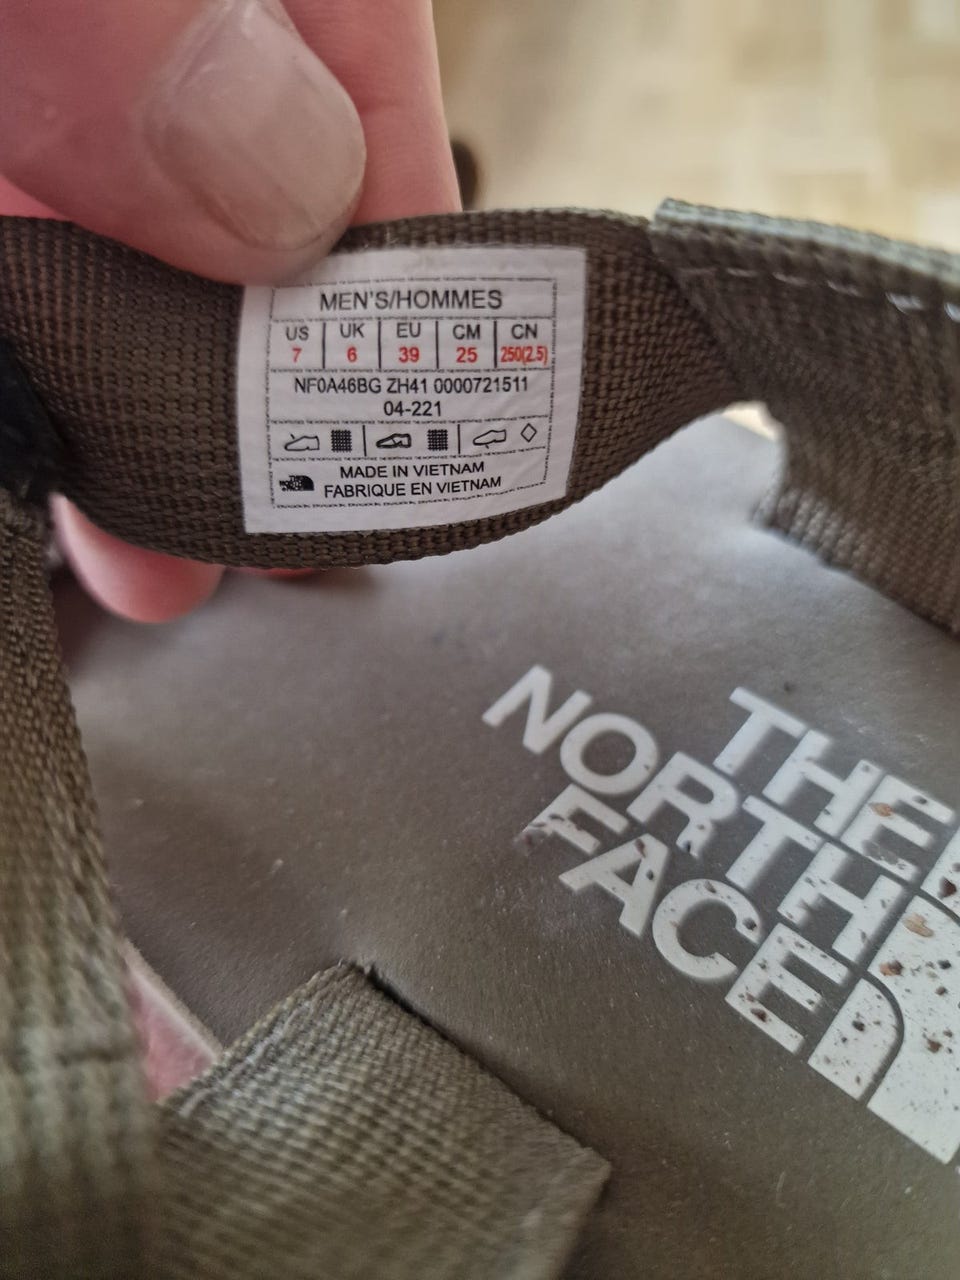 MEN'S/HOMMES
US UK EU CM CN
7 6 39 25 250(2.5)
NF0A46BG ZH41 0000721511
04-221
MADE IN VIETNAM
FABRIQUE EN VIETNAM
THE
NORTH
FACE